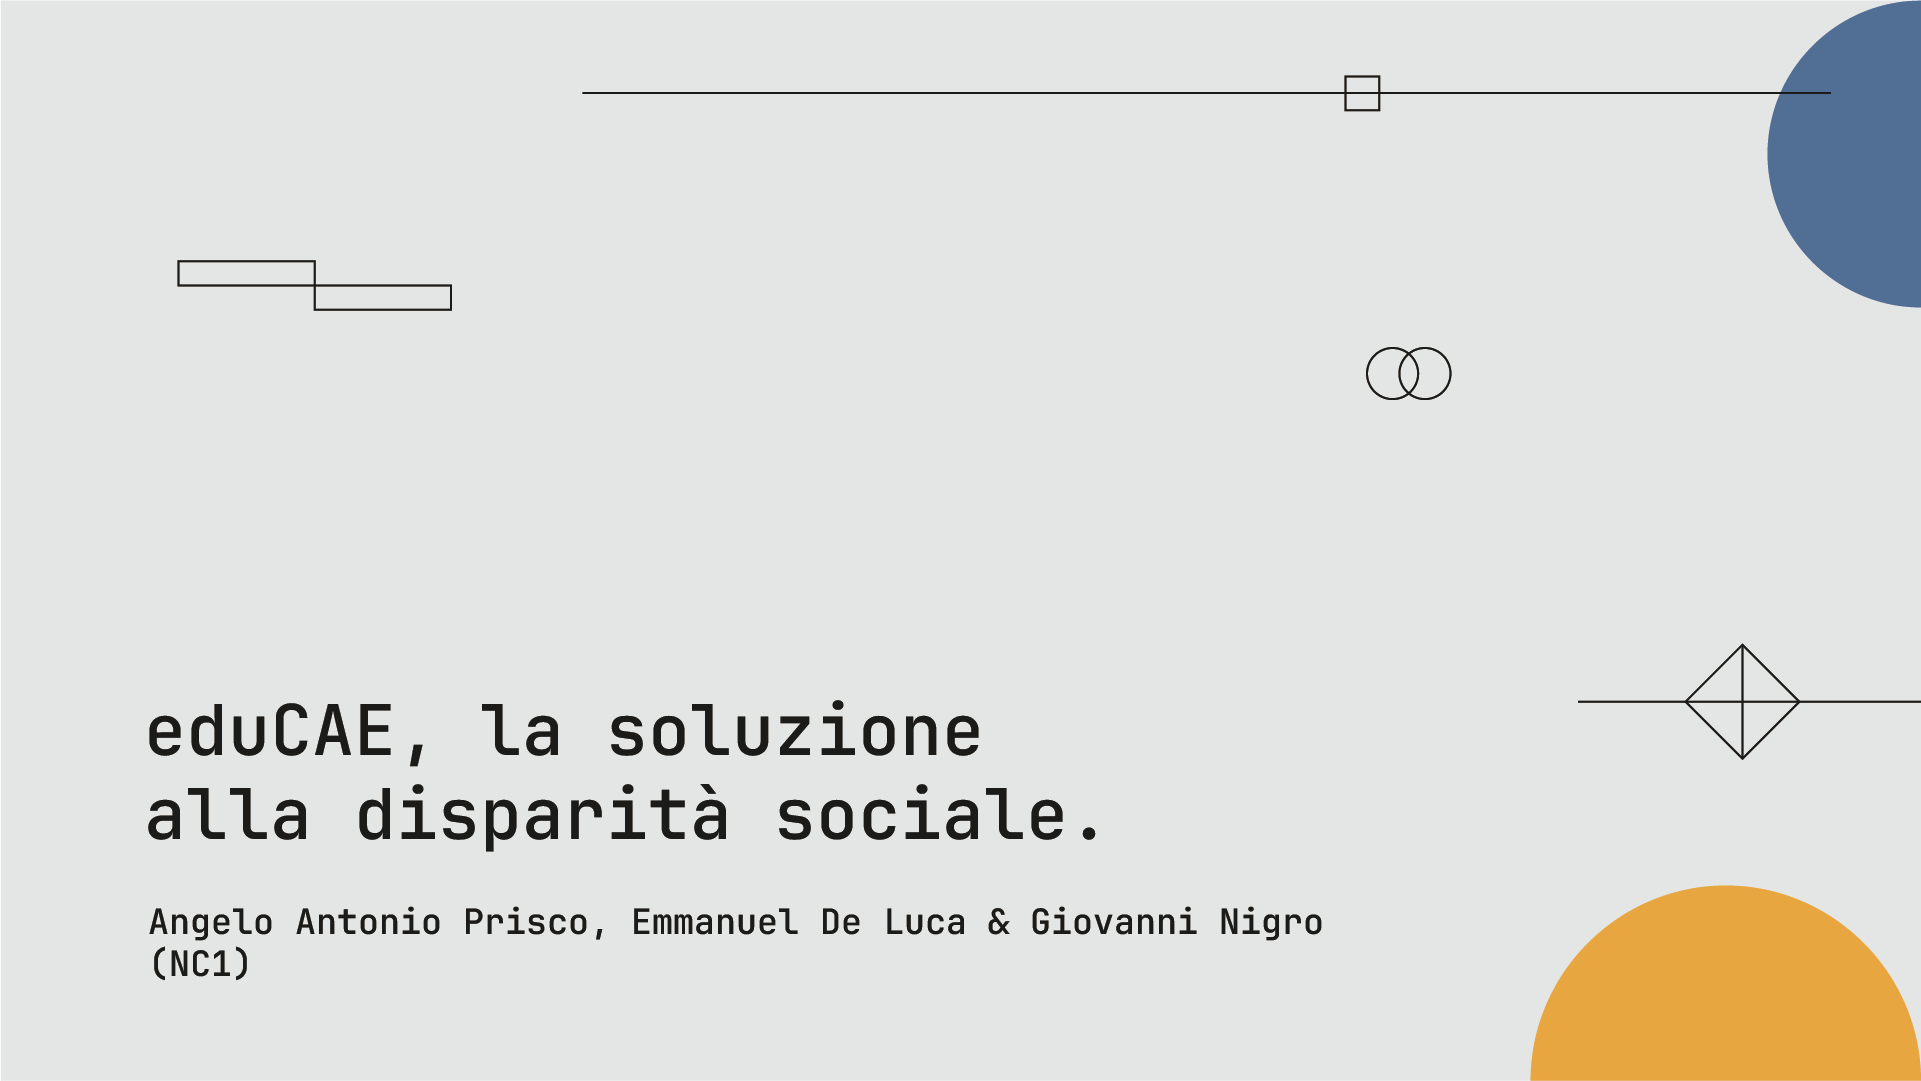 eduCAE, la soluzione
alla disparità sociale.
Angelo Antonio Prisco, Emmanuel De Luca & Giovanni Nigro
(NC1)